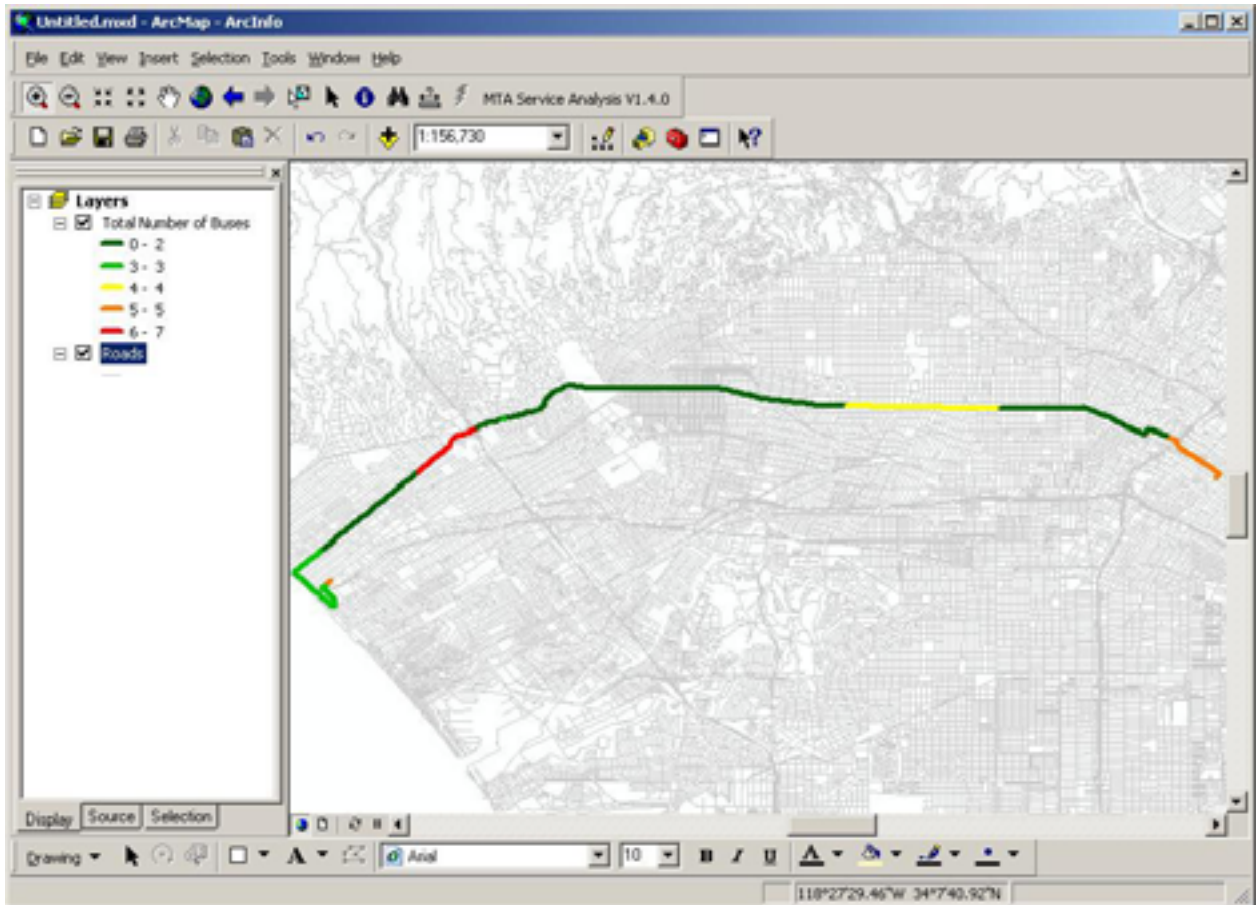 Untitled.mxd - ArcMap - ArcInfo
File Edit View Insert Selection Tools Window Help
MTA Service Analysis V1.4.0
1:156,730
Layers
Total Number of Buses
0 - 2
3 - 3
4 - 4
5 - 5
6 - 7
Roads
Display Source Selection
Drawing A Arial 10 B I U A
118°27'29.46"W 34°7'40.92"N